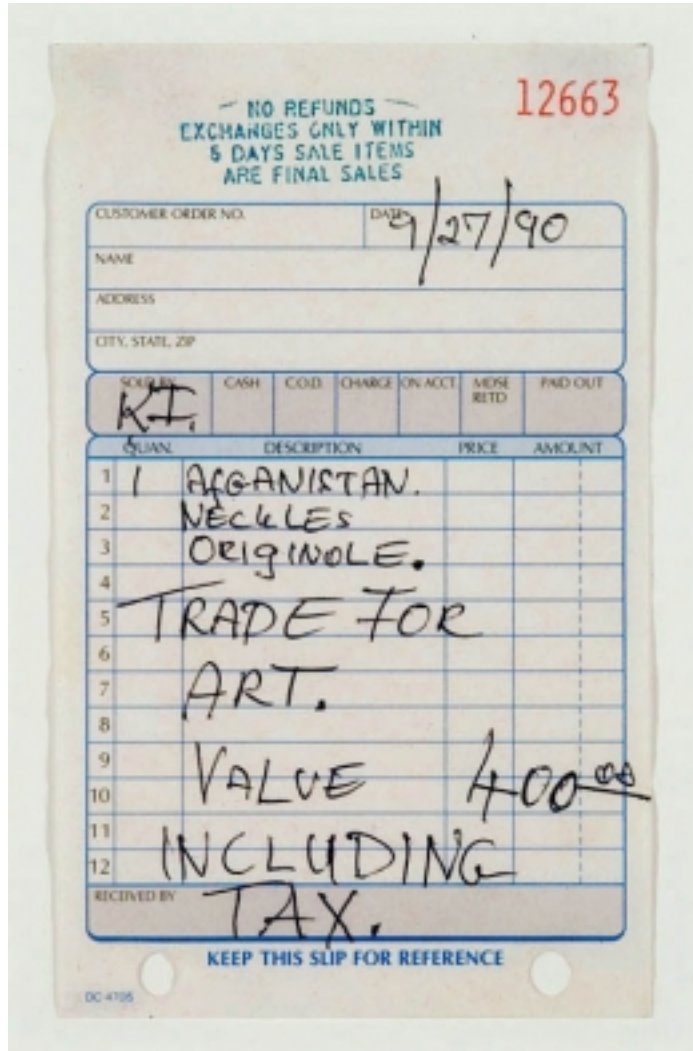 12663
NO REFUNDS
EXCHANGES ONLY WITHIN
5 DAYS SALE ITEMS
ARE FINAL SALES
CUSTOMER ORDER NO. DATE 9/27/90
NAME
ADDRESS
CITY, STATE, ZIP
SOLD BY CASH C.O.D. CHARGE ON ACCT. MDSE RETD PAID OUT
KI.
QUAN. DESCRIPTION PRICE AMOUNT
1 1 AFGANISTAN.
2 NECKLES
3 ORIGINOLE.
4
5 TRADE FOR
6
7 ART.
8
9 VALUE 400.00
10
11 INCLUDING
12
RECEIVED BY TAX.
KEEP THIS SLIP FOR REFERENCE
DC 4705